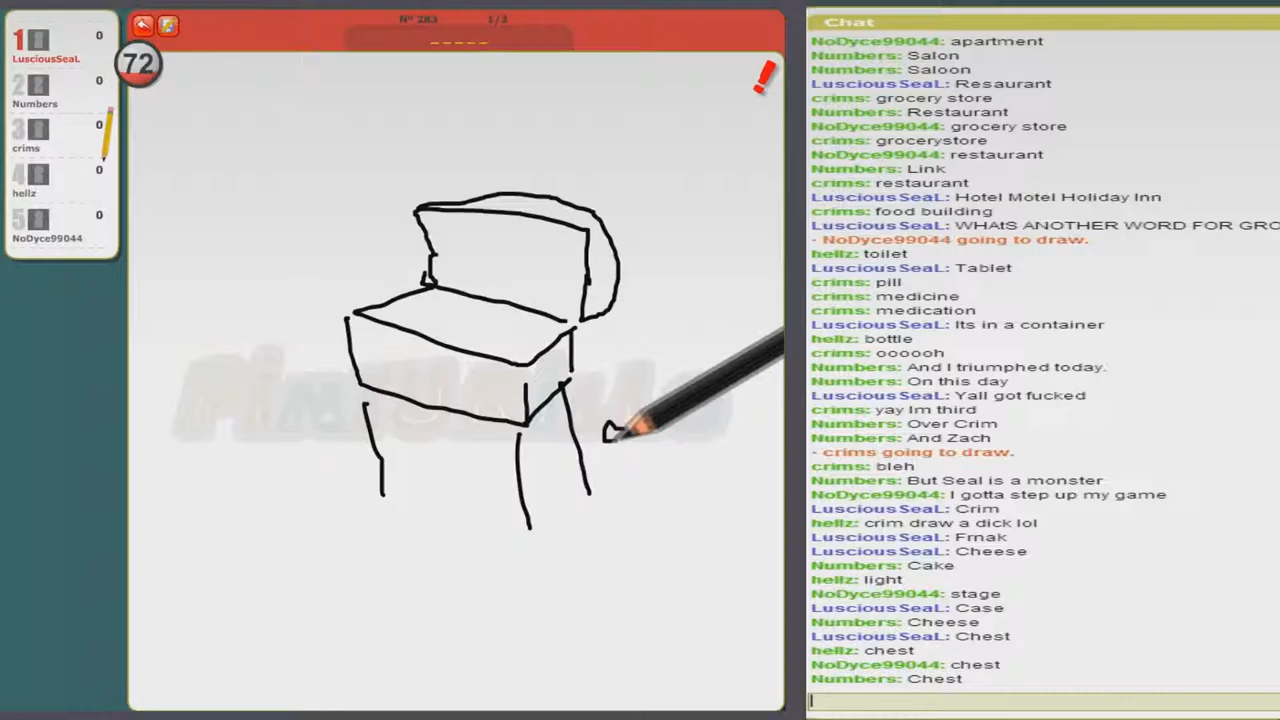 1 0
LusciousSeaL
2 0
Numbers
3 0
crims
4 0
hellz
5 0
NoDyce99044
72
Nº 283 1/3
_ _ _ _ _
Chat
NoDyce99044: apartment
Numbers: Salon
Numbers: Saloon
LusciousSeaL: Resaurant
crims: grocery store
Numbers: Restaurant
NoDyce99044: grocery store
crims: grocerystore
NoDyce99044: restaurant
Numbers: Link
crims: restaurant
LusciousSeaL: Hotel Motel Holiday Inn
crims: food building
LusciousSeaL: WHAtS ANOTHER WORD FOR GRO
- NoDyce99044 going to draw.
hellz: toilet
LusciousSeaL: Tablet
crims: pill
crims: medicine
crims: medication
LusciousSeaL: Its in a container
hellz: bottle
crims: oooooh
Numbers: And I triumphed today.
Numbers: On this day
LusciousSeaL: Yall got fucked
crims: yay Im third
Numbers: Over Crim
Numbers: And Zach
- crims going to draw.
crims: bleh
Numbers: But Seal is a monster
NoDyce99044: I gotta step up my game
LusciousSeaL: Crim
hellz: crim draw a dick lol
LusciousSeaL: Frnak
LusciousSeaL: Cheese
Numbers: Cake
hellz: light
NoDyce99044: stage
LusciousSeaL: Case
Numbers: Cheese
LusciousSeaL: Chest
hellz: chest
NoDyce99044: chest
Numbers: Chest